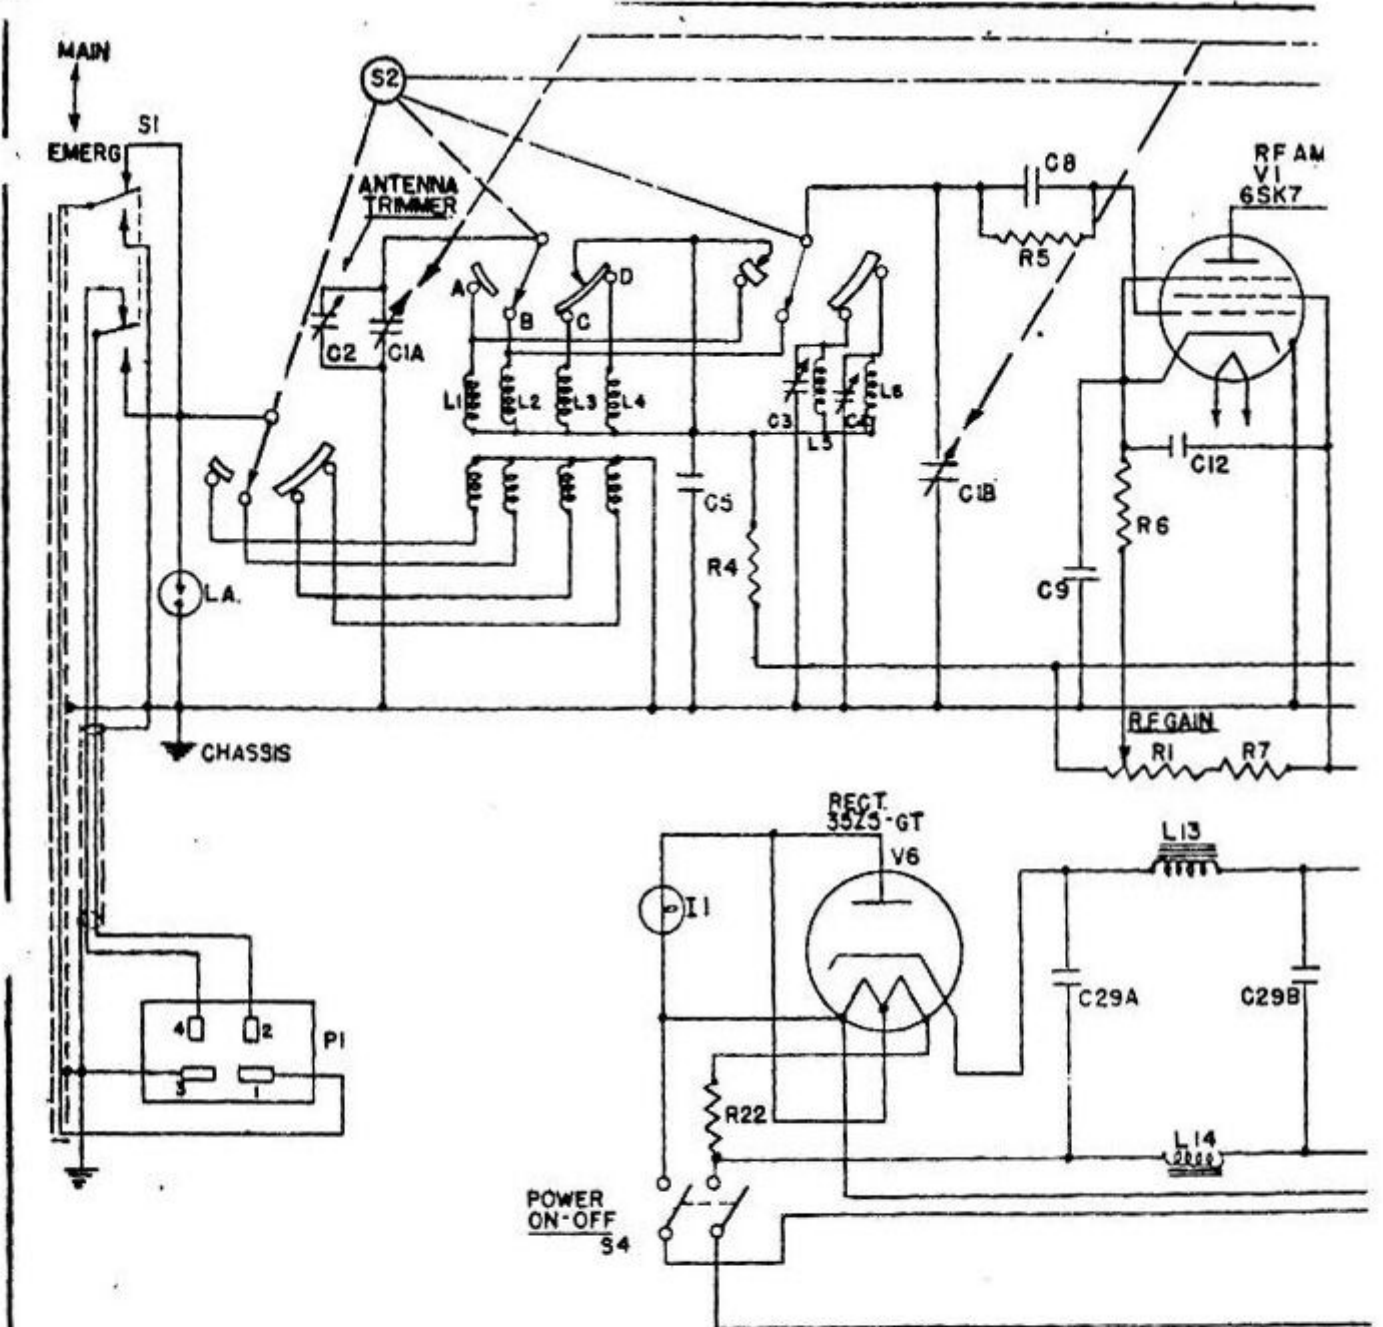 MAIN
S2
S1
EMERG
ANTENNA
TRIMMER
C8
RF AM
V1
6SK7
R5
A
D
B
C
C2
C1A
L1
L2
L3
L4
C3
C4
L6
L5
C12
C1B
C5
R6
R4
C9
L.A.
R.F. GAIN
CHASSIS
R1
R7
RECT.
35Z5-GT
L13
V6
I1
C29A
C29B
4
2
P1
3
1
R22
L14
POWER
ON-OFF
S4